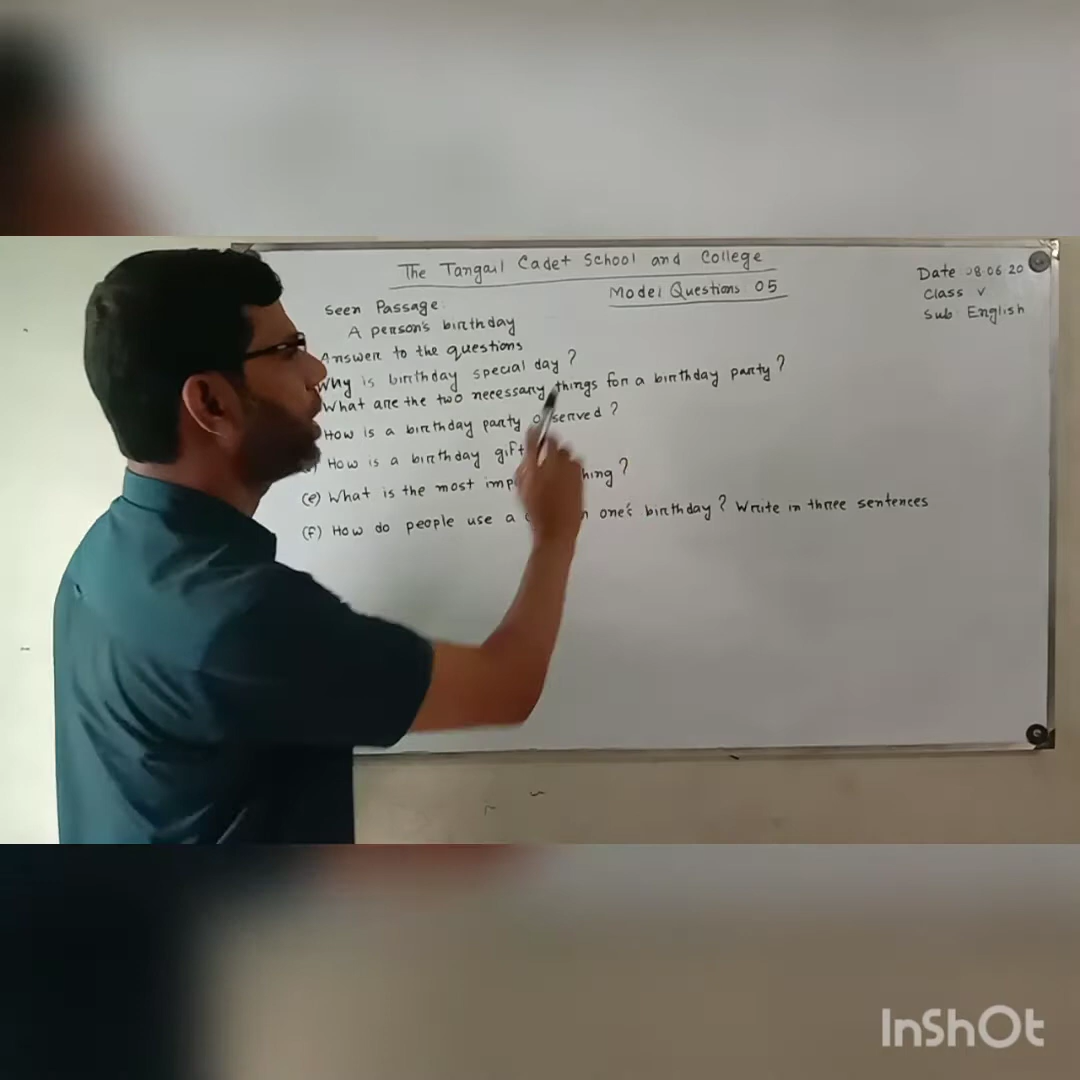 The Tangail Cadet School and College
Model Questions 05
Date 08.06.20
Class V
Sub English
Seen Passage:
A person's birthday
Answer to the questions
Why is birthday special day?
What are the two necessary things for a birthday party?
How is a birthday party observed?
How is a birthday gift
(e) What is the most thing?
(f) How do people use a one's birthday? Write in three sentences
InShOt